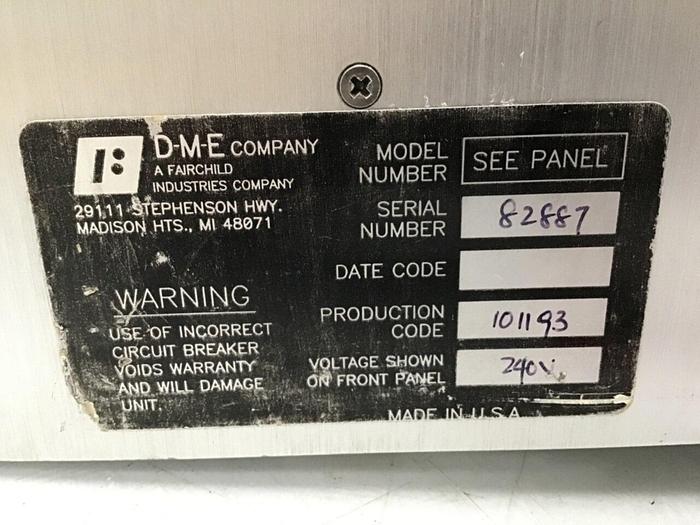 D-M-E COMPANY
A FAIRCHILD
INDUSTRIES COMPANY
29111 STEPHENSON HWY.
MADISON HTS., MI 48071
WARNING
USE OF INCORRECT
CIRCUIT BREAKER
VOIDS WARRANTY
AND WILL DAMAGE
UNIT.
MODEL
NUMBER
SEE PANEL
SERIAL
NUMBER
82887
DATE CODE
PRODUCTION
CODE
101193
VOLTAGE SHOWN
ON FRONT PANEL
240V
MADE IN U.S.A